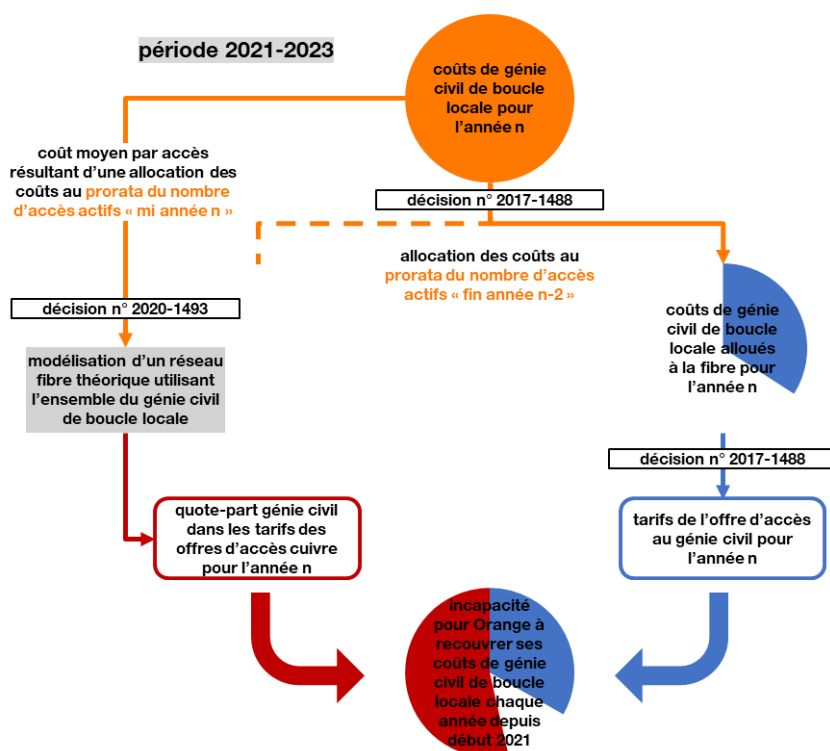 période 2021-2023
coûts de génie
civil de boucle
locale pour
l'année n
coût moyen par accès
résultant d'une allocation des
coûts au prorata du nombre
d'accès actifs « mi année n »
décision n° 2017-1488
allocation des coûts au
prorata du nombre d'accès
actifs « fin année n-2 »
décision n° 2020-1493
coûts de génie
civil de boucle
locale alloués
à la fibre pour
l'année n
modélisation d'un réseau
fibre théorique utilisant
l'ensemble du génie civil
de boucle locale
décision n° 2017-1488
quote-part génie civil
dans les tarifs des
offres d'accès cuivre
pour l'année n
tarifs de l'offre d'accès
au génie civil pour
l'année n
incapacité
pour Orange à
recouvrer ses
coûts de génie
civil de boucle
locale chaque
année depuis
début 2021